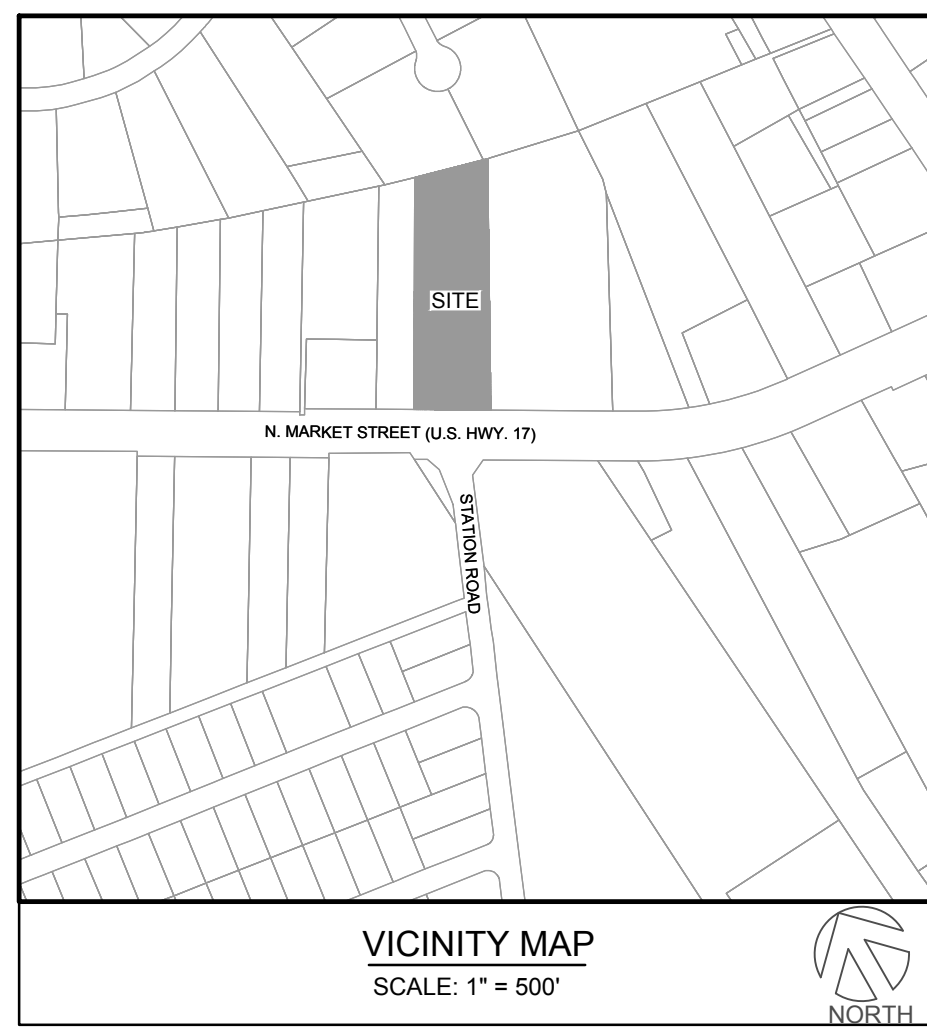 SITE
N. MARKET STREET (U.S. HWY. 17)
STATION ROAD
VICINITY MAP
SCALE: 1" = 500'
NORTH